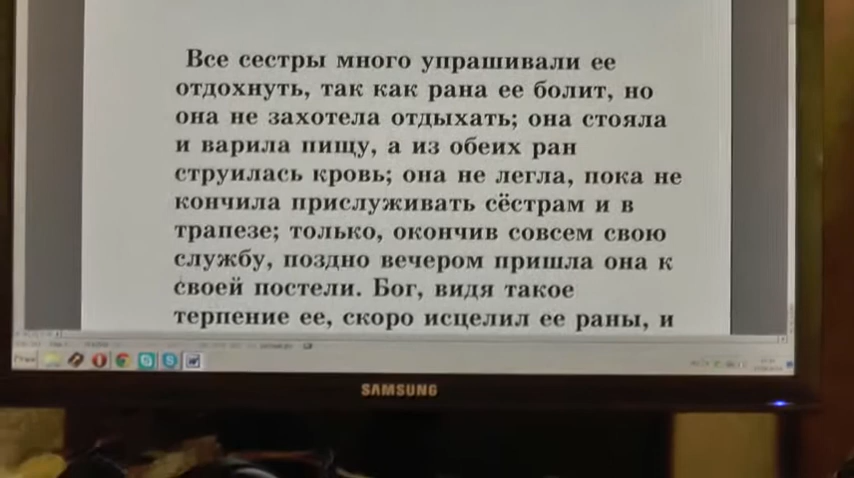 Все сестры много упрашивали ее
отдохнуть, так как рана ее болит, но
она не захотела отдыхать; она стояла
и варила пищу, а из обеих ран
струилась кровь; она не легла, пока не
кончила прислуживать сёстрам и в
трапезе; только, окончив совсем свою
службу, поздно вечером пришла она к
своей постели. Бог, видя такое
терпение ее, скоро исцелил ее раны, и
SAMSUNG